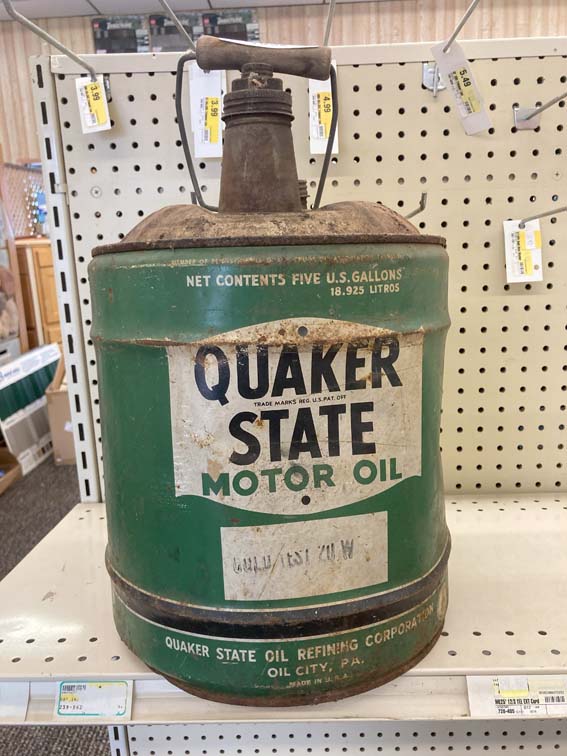 3.99
3.99
4.99
5.49
NET CONTENTS FIVE U.S. GALLONS
18.925 LITROS
QUAKER
TRADE MARKS REG. U.S. PAT. OFF
STATE
MOTOR OIL
QUAKER STATE OIL REFINING CORPORATION
OIL CITY, PA.
MADE IN U.S.A.